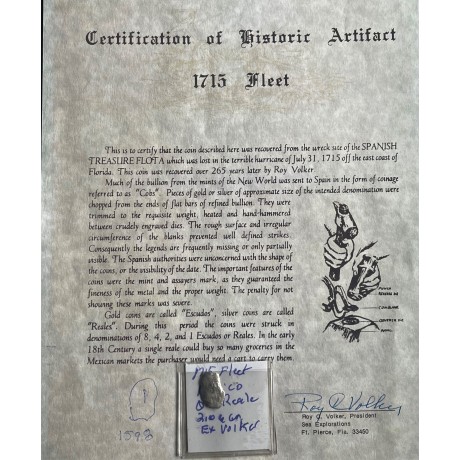 Certification of Historic Artifact
1715 Fleet
This is to certify that the coin described here was recovered from the wreck site of the SPANISH
TREASURE FLOTA which was lost in the terrible hurricane of July 31, 1715 off the east coast of
Florida. This coin was recovered over 265 years later by Roy Volker.
Much of the bullion from the mints of the New World was sent to Spain in the form of coinage
referred to as "Cobs". Pieces of gold or silver of approximate size of the intended denomination were
chopped from the ends of flat bars of refined bullion. They were
trimmed to the requisite weight, heated and hand-hammered
between crudely engraved dies. The rough surface and irregular
circumference of the blanks prevented well defined strikes.
Consequently the legends are frequently missing or only partially
visible. The Spanish authorities were unconcerned with the shape of
the coins, or the visibility of the date. The important features of the
coins were the mint and assayers mark, as they guaranteed the
fineness of the metal and the proper weight. The penalty for not
showing these marks was severe.
Gold coins are called "Escudos", silver coins are called
"Reales". During this period the coins were struck in
denominations of 8, 4, 2, and 1 Escudos or Reals. In the early
18th Century a single reale could buy so many groceries in the
Mexican markets the purchaser would need a cart to carry them.
Fleet
Reale
Ex Volker
1598
Roy Volker
Roy Volker, President
Sea Explorations
Ft. Pierce, Fla. 33450